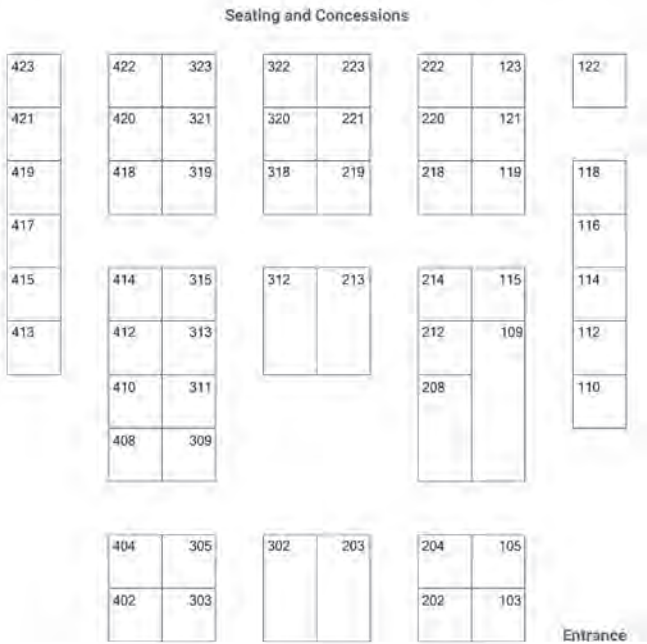 Seating and Concessions
423 422 323 322 223 222 123 122
421 420 321 320 221 220 121
419 418 319 318 219 218 119 118
417 116
415 414 315 312 213 214 115 114
413 412 313 212 109 112
410 311 208 110
408 309
404 305 302 203 204 105
402 303 202 103
Entrance